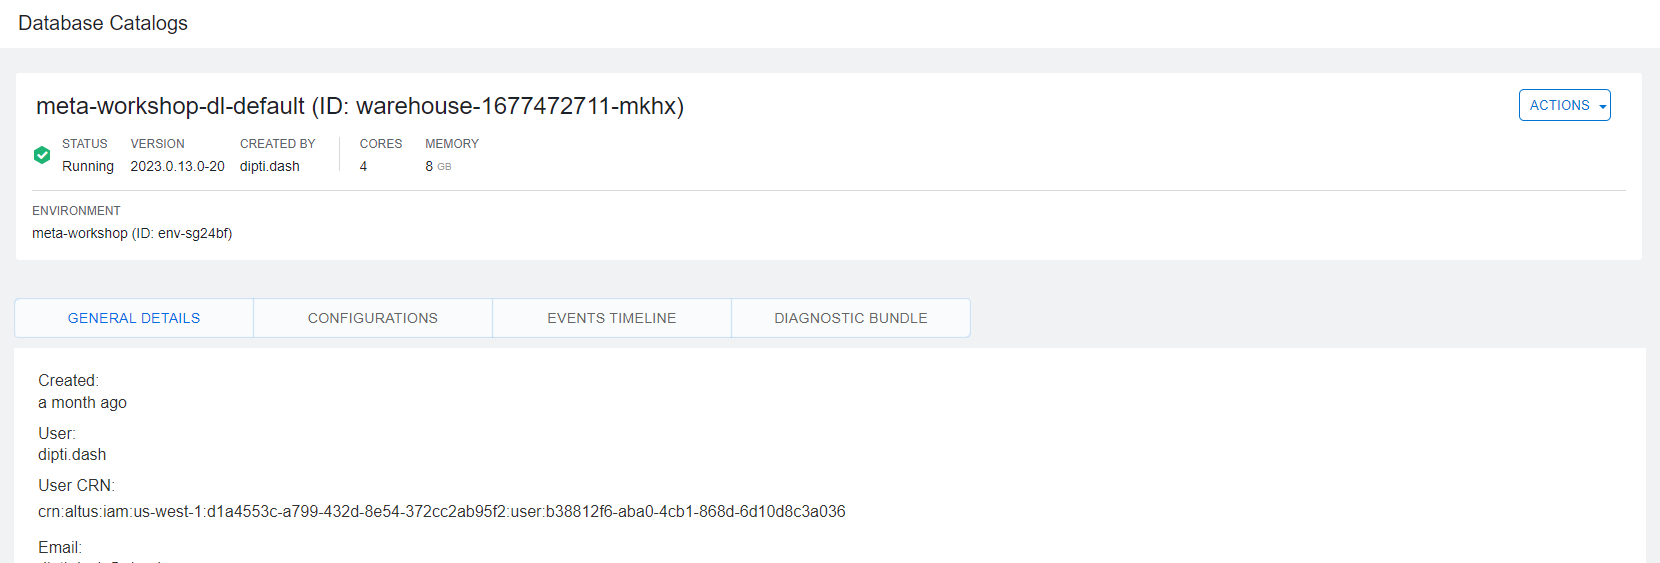 Database Catalogs
meta-workshop-dl-default (ID: warehouse-1677472711-mkhx)
ACTIONS
STATUS VERSION CREATED BY CORES MEMORY
Running 2023.0.13.0-20 dipti.dash 4 8 GB
ENVIRONMENT
meta-workshop (ID: env-sg24bf)
GENERAL DETAILS CONFIGURATIONS EVENTS TIMELINE DIAGNOSTIC BUNDLE
Created:
a month ago
User:
dipti.dash
User CRN:
crn:altus:iam:us-west-1:d1a4553c-a799-432d-8e54-372cc2ab95f2:user:b38812f6-aba0-4cb1-868d-6d10d8c3a036
Email: